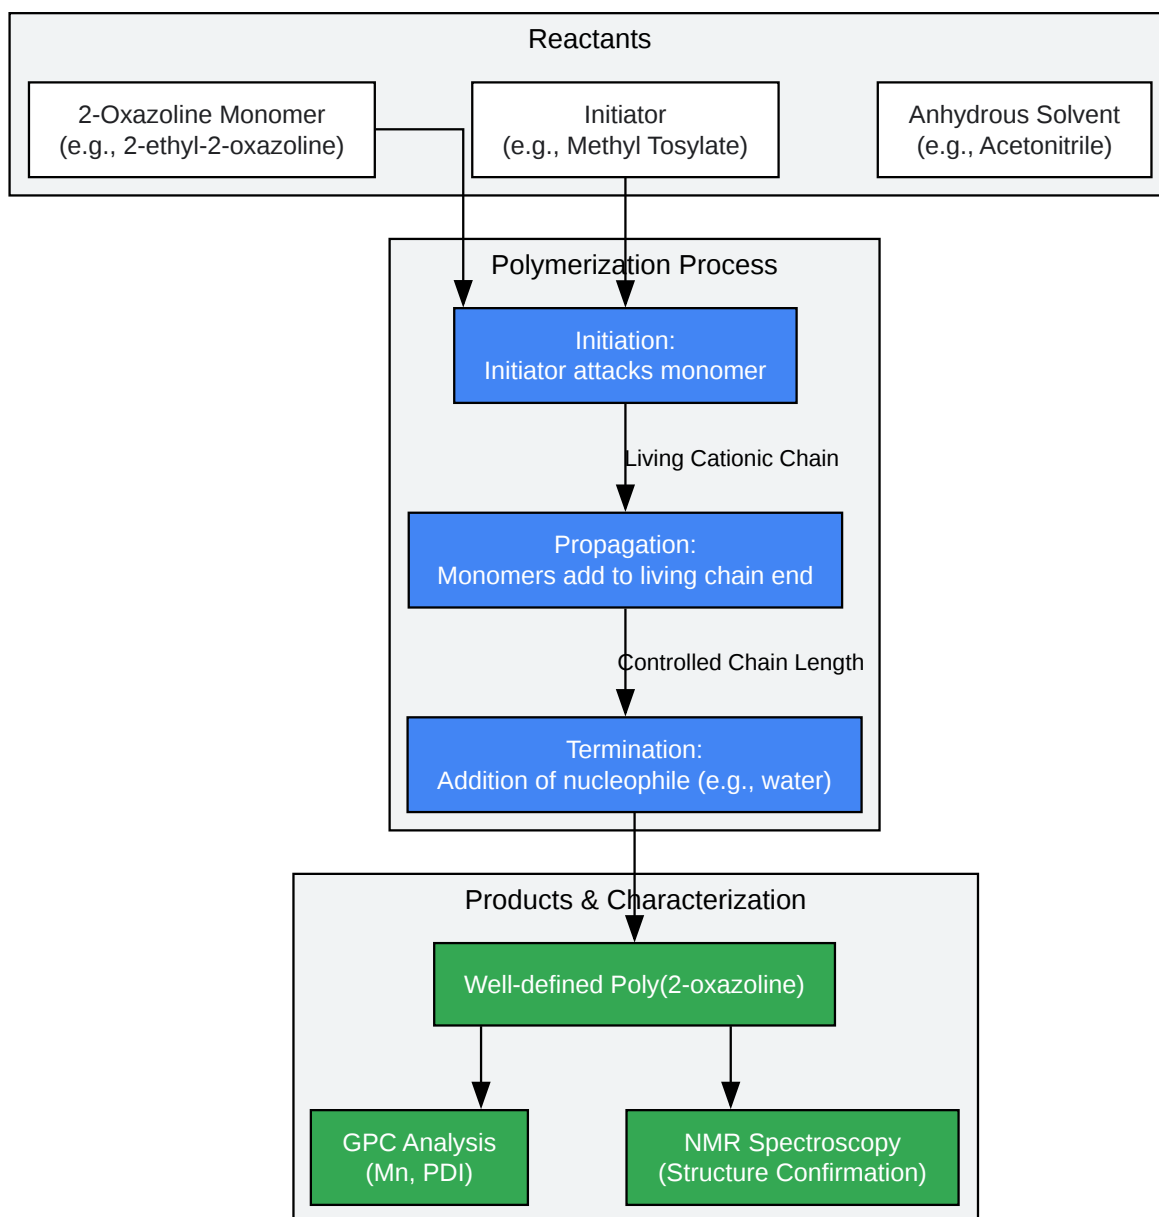 Reactants
2-Oxazoline Monomer
(e.g., 2-ethyl-2-oxazoline)
Initiator
(e.g., Methyl Tosylate)
Anhydrous Solvent
(e.g., Acetonitrile)
Polymerization Process
Initiation:
Initiator attacks monomer
Living Cationic Chain
Propagation:
Monomers add to living chain end
Controlled Chain Length
Termination:
Addition of nucleophile (e.g., water)
Products & Characterization
Well-defined Poly(2-oxazoline)
GPC Analysis
(Mn, PDI)
NMR Spectroscopy
(Structure Confirmation)